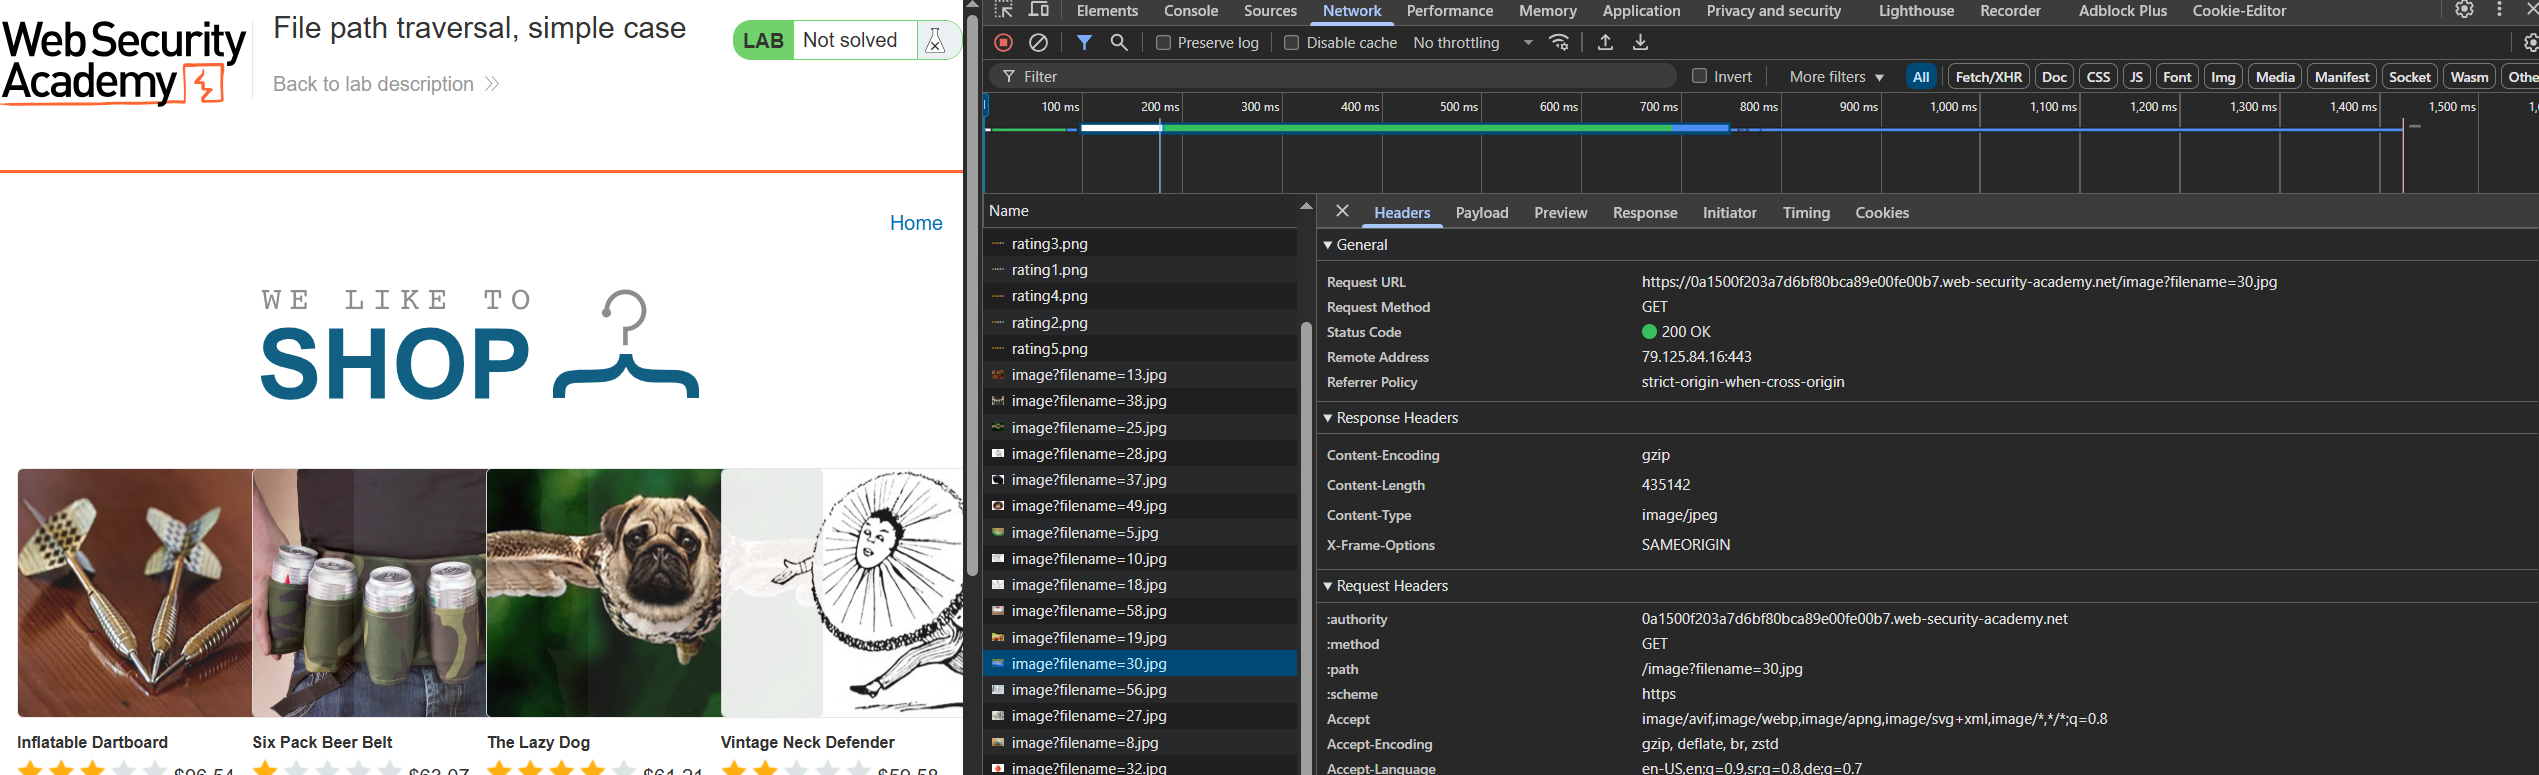 Web Security
Academy
File path traversal, simple case
Back to lab description
LAB Not solved
Home
WE LIKE TO
SHOP
Inflatable Dartboard
Six Pack Beer Belt
The Lazy Dog
Vintage Neck Defender
Elements Console Sources Network Performance Memory Application Privacy and security Lighthouse Recorder Adblock Plus Cookie-Editor
Preserve log Disable cache No throttling
Filter Invert More filters All Fetch/XHR Doc CSS JS Font Img Media Manifest Socket Wasm
100 ms 200 ms 300 ms 400 ms 500 ms 600 ms 700 ms 800 ms 900 ms 1,000 ms 1,100 ms 1,200 ms 1,300 ms 1,400 ms 1,500 ms
Name
rating3.png
rating1.png
rating4.png
rating2.png
rating5.png
image?filename=13.jpg
image?filename=38.jpg
image?filename=25.jpg
image?filename=28.jpg
image?filename=37.jpg
image?filename=49.jpg
image?filename=5.jpg
image?filename=10.jpg
image?filename=18.jpg
image?filename=58.jpg
image?filename=19.jpg
image?filename=30.jpg
image?filename=56.jpg
image?filename=27.jpg
image?filename=8.jpg
image?filename=32.jpg
Headers Payload Preview Response Initiator Timing Cookies
General
Request URL https://0a1500f203a7d6bf80bca89e00fe00b7.web-security-academy.net/image?filename=30.jpg
Request Method GET
Status Code 200 OK
Remote Address 79.125.84.16:443
Referrer Policy strict-origin-when-cross-origin
Response Headers
Content-Encoding gzip
Content-Length 435142
Content-Type image/jpeg
X-Frame-Options SAMEORIGIN
Request Headers
:authority 0a1500f203a7d6bf80bca89e00fe00b7.web-security-academy.net
:method GET
:path /image?filename=30.jpg
:scheme https
Accept image/avif,image/webp,image/apng,image/svg+xml,image/*,*/*;q=0.8
Accept-Encoding gzip, deflate, br, zstd
Accept-Language en-US,en;q=0.9,sr;q=0.8,de;q=0.7